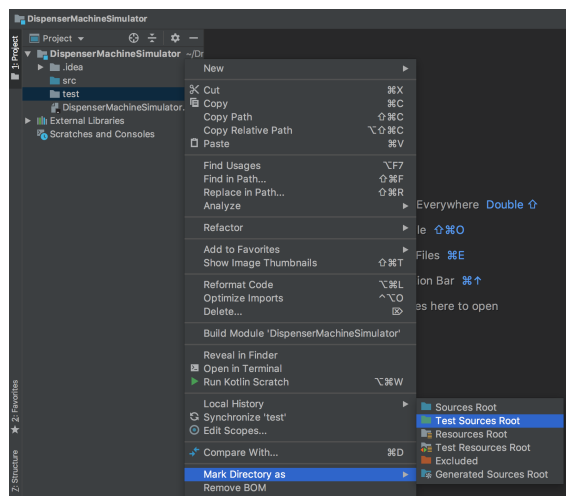 DispenserMachineSimulator
1: Project
Project
DispenserMachineSimulator ~/Dr
.idea
src
test
DispenserMachineSimulator.
External Libraries
Scratches and Consoles
New
Cut ⌘X
Copy ⌘C
Copy Path ⇧⌘C
Copy Relative Path ⌥⇧⌘C
Paste ⌘V
Find Usages ⌥F7
Find in Path... ⇧⌘F
Replace in Path... ⇧⌘R
Analyze
Refactor
Add to Favorites
Show Image Thumbnails ⇧⌘T
Reformat Code ⌥⌘L
Optimize Imports ^⌥O
Delete... ⌦
Build Module 'DispenserMachineSimulator'
Reveal in Finder
Open in Terminal
Run Kotlin Scratch ⌥⌘W
Local History
Synchronize 'test'
Edit Scopes...
Compare With... ⌘D
Mark Directory as
Remove BOM
Everywhere Double ⇧
le ⇧⌘O
Files ⌘E
ion Bar ⌘↑
es here to open
Sources Root
Test Sources Root
Resources Root
Test Resources Root
Excluded
Generated Sources Root
2: Favorites
7: Structure